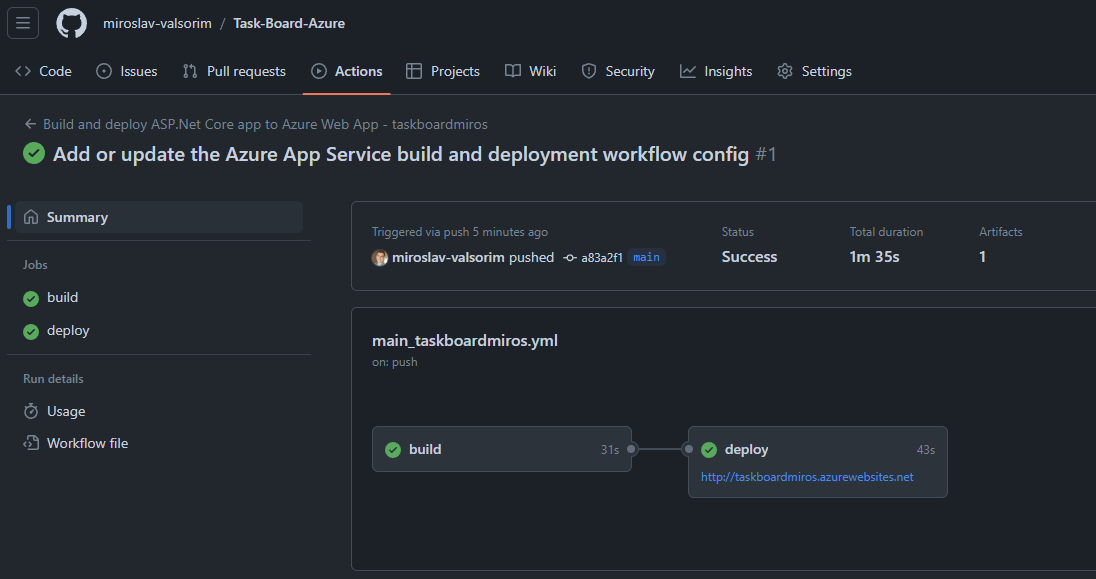 miroslav-valsorim / Task-Board-Azure
Code Issues Pull requests Actions Projects Wiki Security Insights Settings
Build and deploy ASP.Net Core app to Azure Web App - taskboardmiros
Add or update the Azure App Service build and deployment workflow config #1
Summary
Jobs
build
deploy
Run details
Usage
Workflow file
Triggered via push 5 minutes ago
miroslav-valsorim pushed a83a2f1 main
Status
Success
Total duration
1m 35s
Artifacts
1
main_taskboardmiros.yml
on: push
build 31s
deploy 43s
http://taskboardmiros.azurewebsites.net